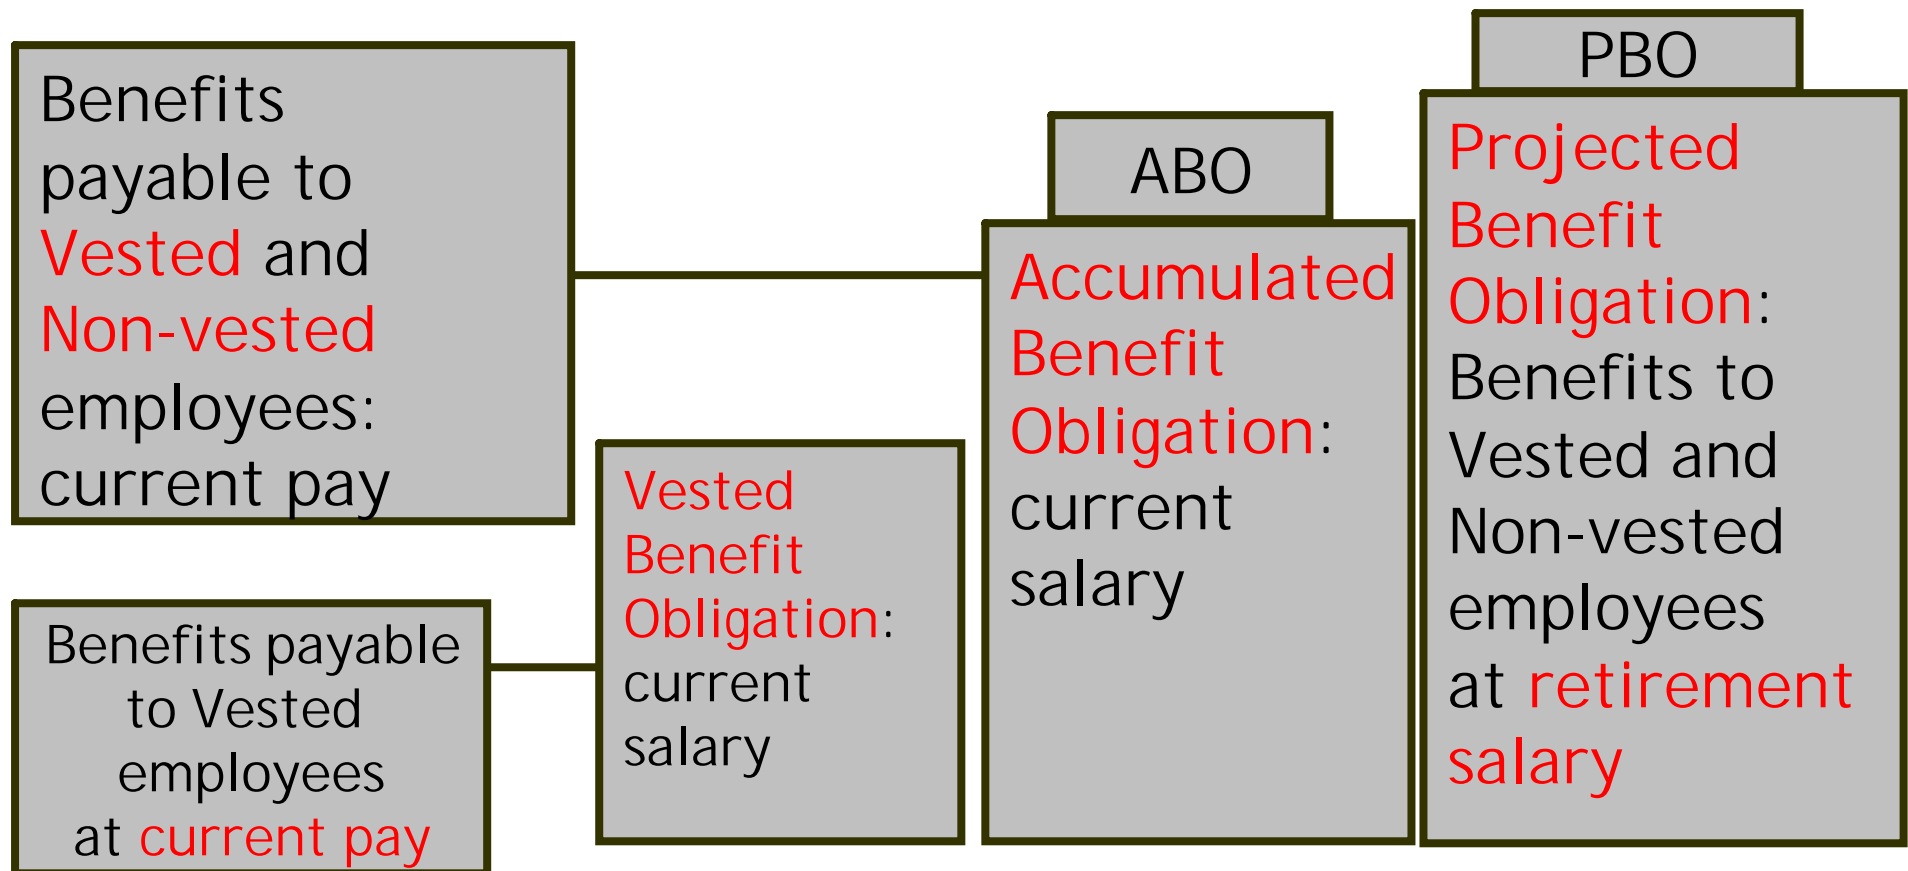 Benefits
payable to
Vested and
Non-vested
employees:
current pay
Benefits payable
to Vested
employees
at current pay
Vested
Benefit
Obligation:
current
salary
ABO
Accumulated
Benefit
Obligation:
current
salary
PBO
Projected
Benefit
Obligation:
Benefits to
Vested and
Non-vested
employees
at retirement
salary